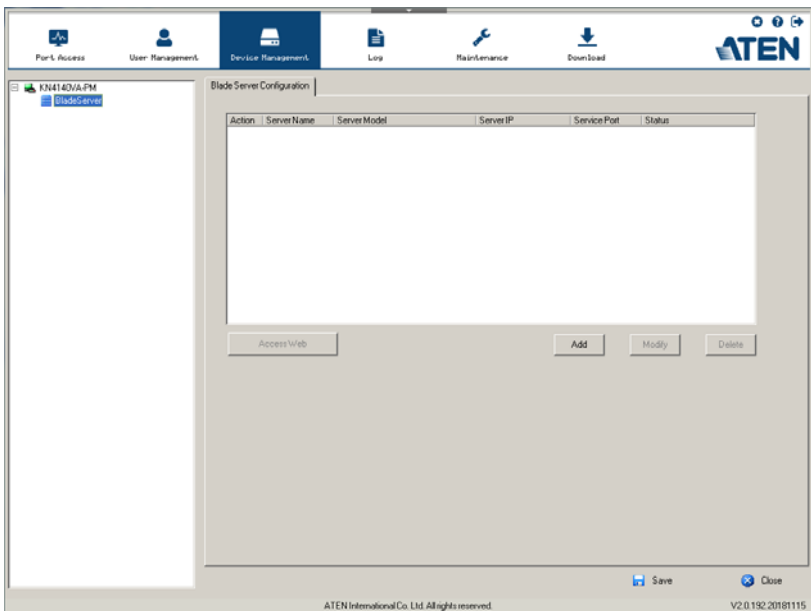 Port Access User Management Device Management Log Maintenance Download ATEN
KN4140VA-PM
BladeServer
Blade Server Configuration
Action Server Name Server Model Server IP Service Port Status
Access Web Add Modify Delete
Save Close
ATEN International Co. Ltd. All rights reserved. V2.0.192.20181115